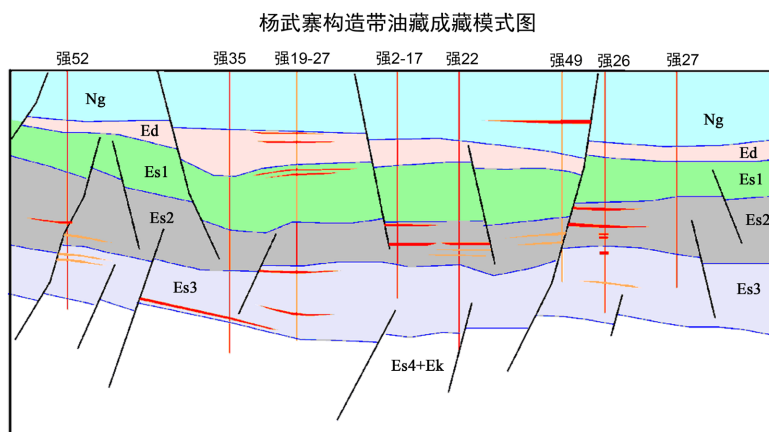 杨武寨构造带油藏成藏模式图
强52 强35 强19-27 强2-17 强22 强49 强26 强27
Ng Ng
Ed Ed
Es1 Es1
Es2 Es2
Es3 Es3
Es4+Ek